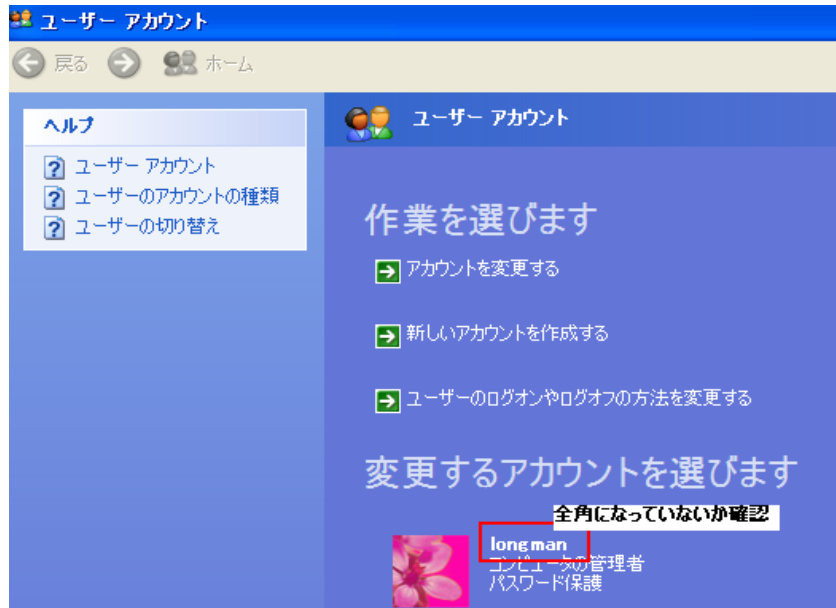 ユーザー アカウント
戻る ホーム
ヘルプ
ユーザー アカウント
ユーザーのアカウントの種類
ユーザーの切り替え
ユーザー アカウント
作業を選びます
アカウントを変更する
新しいアカウントを作成する
ユーザーのログオンやログオフの方法を変更する
変更するアカウントを選びます
全角になっていないか確認
longman
コンピュータの管理者
パスワード保護